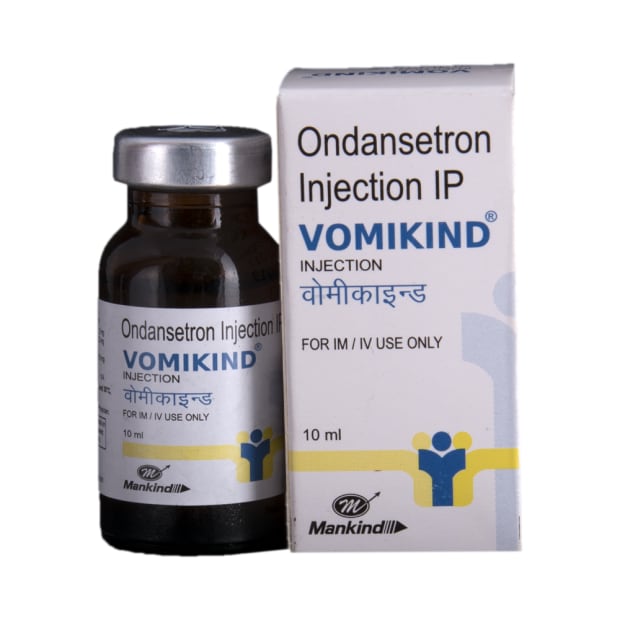 VOMIKIND
Ondansetron
Injection IP
VOMIKIND®
INJECTION
वोमीकाइन्ड
FOR IM / IV USE ONLY
10 ml
Mankind
Ondansetron Injection IP
VOMIKIND®
INJECTION
वोमीकाइन्ड
FOR IM / IV USE ONLY
10 ml
Mankind